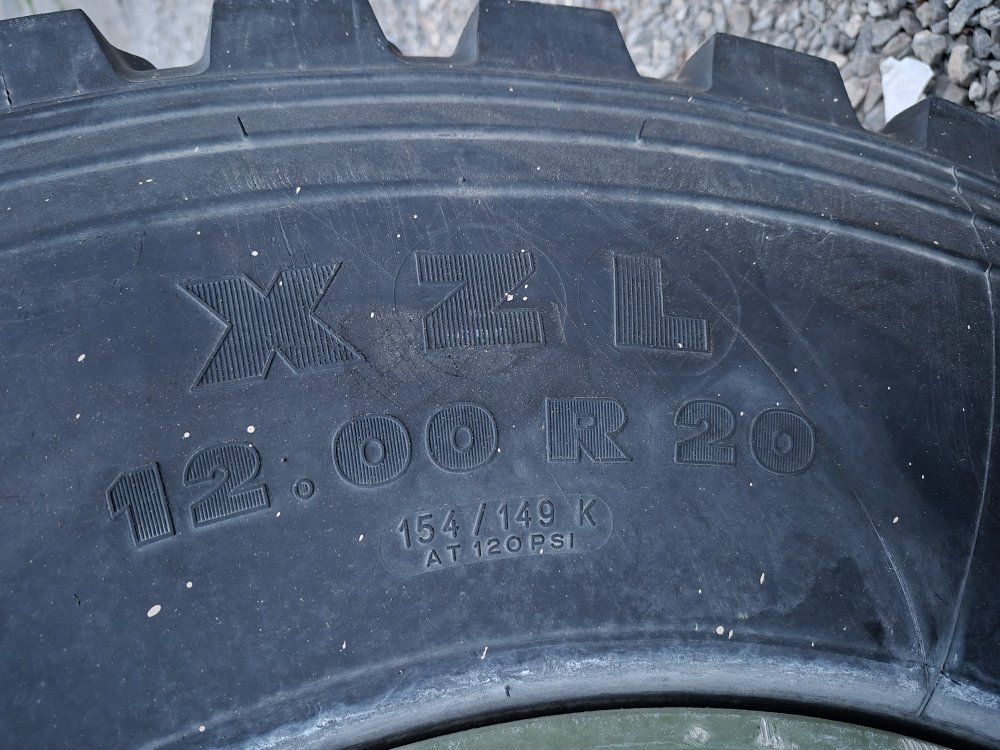 XZL
12.00 R 20
154/149 K
AT 120 PSI